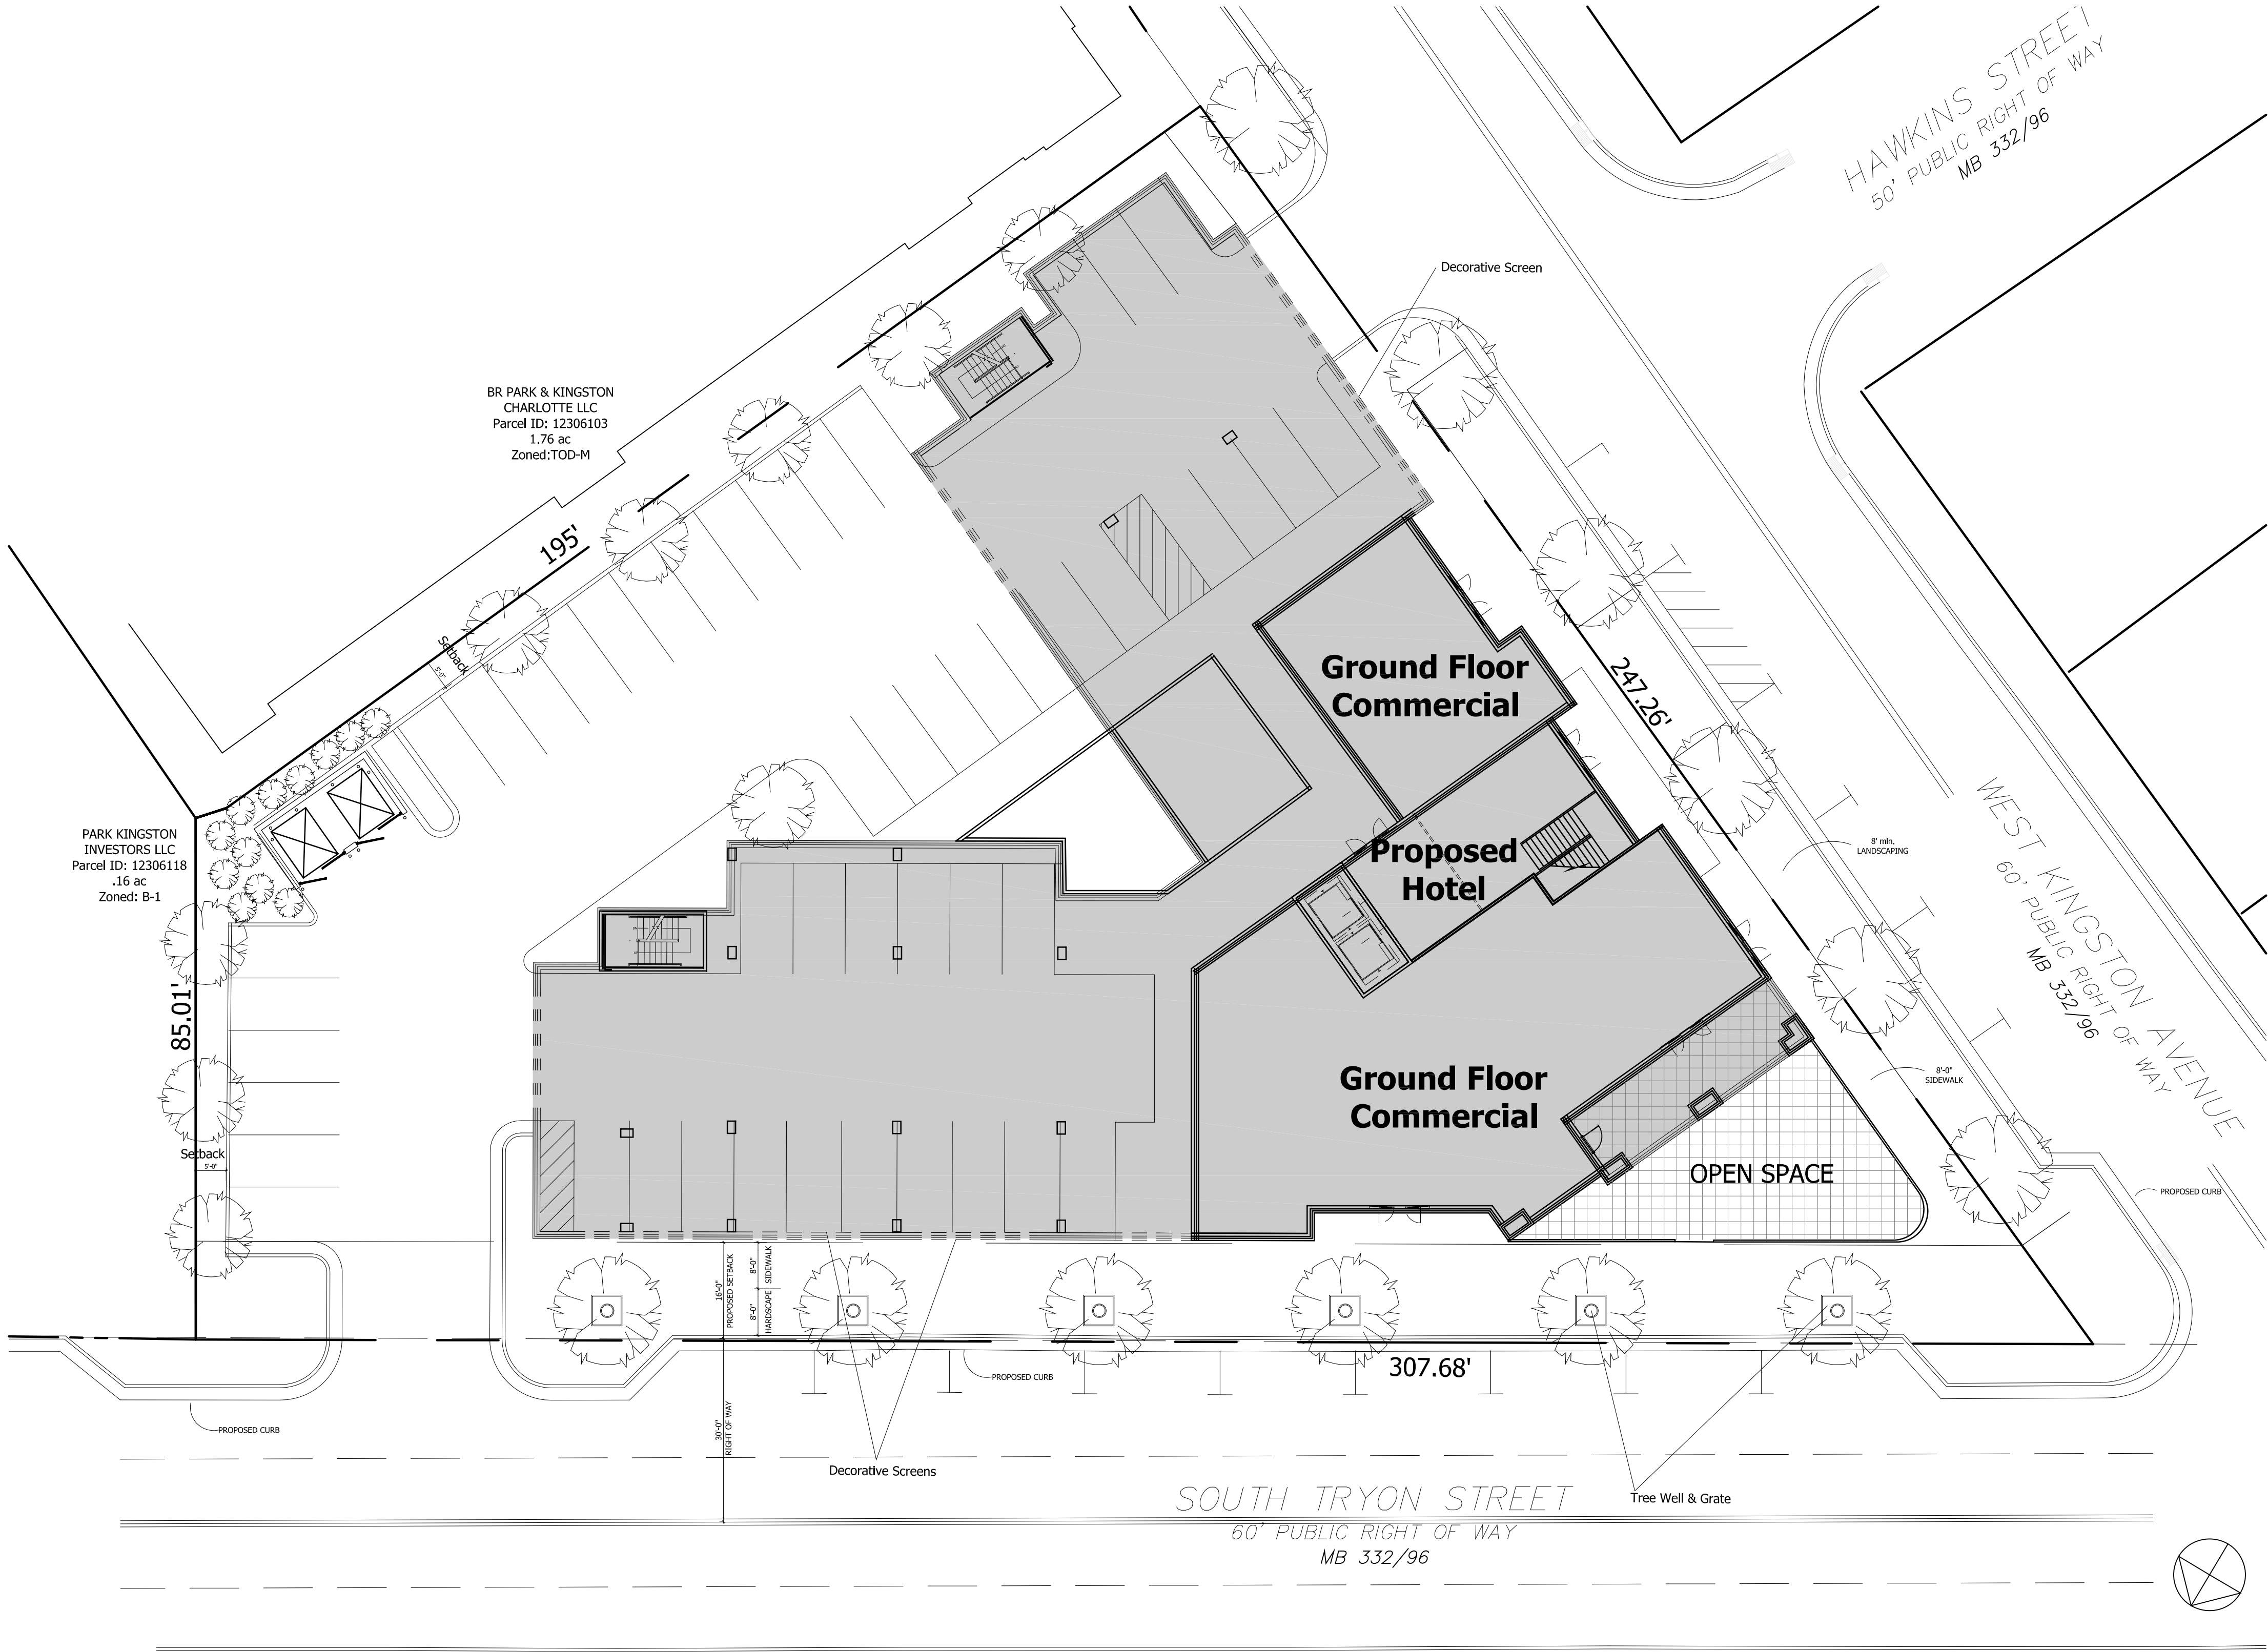 HAWKINS STREET
50' PUBLIC RIGHT OF WAY
MB 332/96
Decorative Screen
BR PARK & KINGSTON
CHARLOTTE LLC
Parcel ID: 12306103
1.76 ac
Zoned:TOD-M
195'
Setback
5'-0"
Ground Floor
Commercial
247.26'
PARK KINGSTON
INVESTORS LLC
Parcel ID: 12306118
.16 ac
Zoned: B-1
Proposed
Hotel
8' min.
LANDSCAPING
WEST KINGSTON AVENUE
60' PUBLIC RIGHT OF WAY
MB 332/96
85.01'
Ground Floor
Commercial
8'-0"
SIDEWALK
Setback
5'-0"
OPEN SPACE
PROPOSED CURB
16'-0"
PROPOSED SETBACK
8'-0"
SIDEWALK
8'-0"
HARDSCAPE
307.68'
PROPOSED CURB
PROPOSED CURB
30'-0"
RIGHT OF WAY
Decorative Screens
Tree Well & Grate
SOUTH TRYON STREET
60' PUBLIC RIGHT OF WAY
MB 332/96